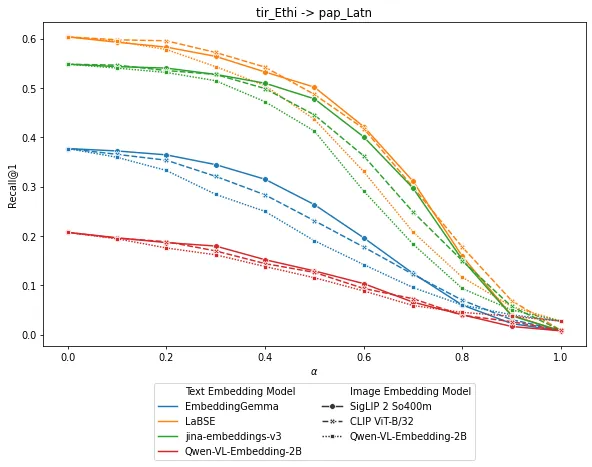 tir_Ethi -> pap_Latn
Recall@1
0.6
0.5
0.4
0.3
0.2
0.1
0.0
0.0 0.2 0.4 0.6 0.8 1.0
α
Text Embedding Model
EmbeddingGemma
LaBSE
jina-embeddings-v3
Qwen-VL-Embedding-2B
Image Embedding Model
SigLIP 2 So400m
CLIP ViT-B/32
Qwen-VL-Embedding-2B